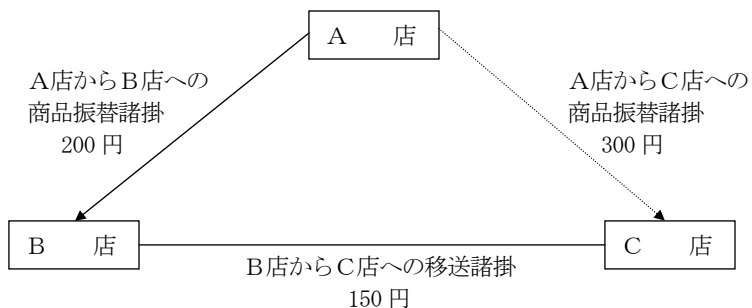 A　　店
A店からB店への
商品振替諸掛
200 円
A店からC店への
商品振替諸掛
300 円
B　　店
C　　店
B店からC店への移送諸掛
150 円